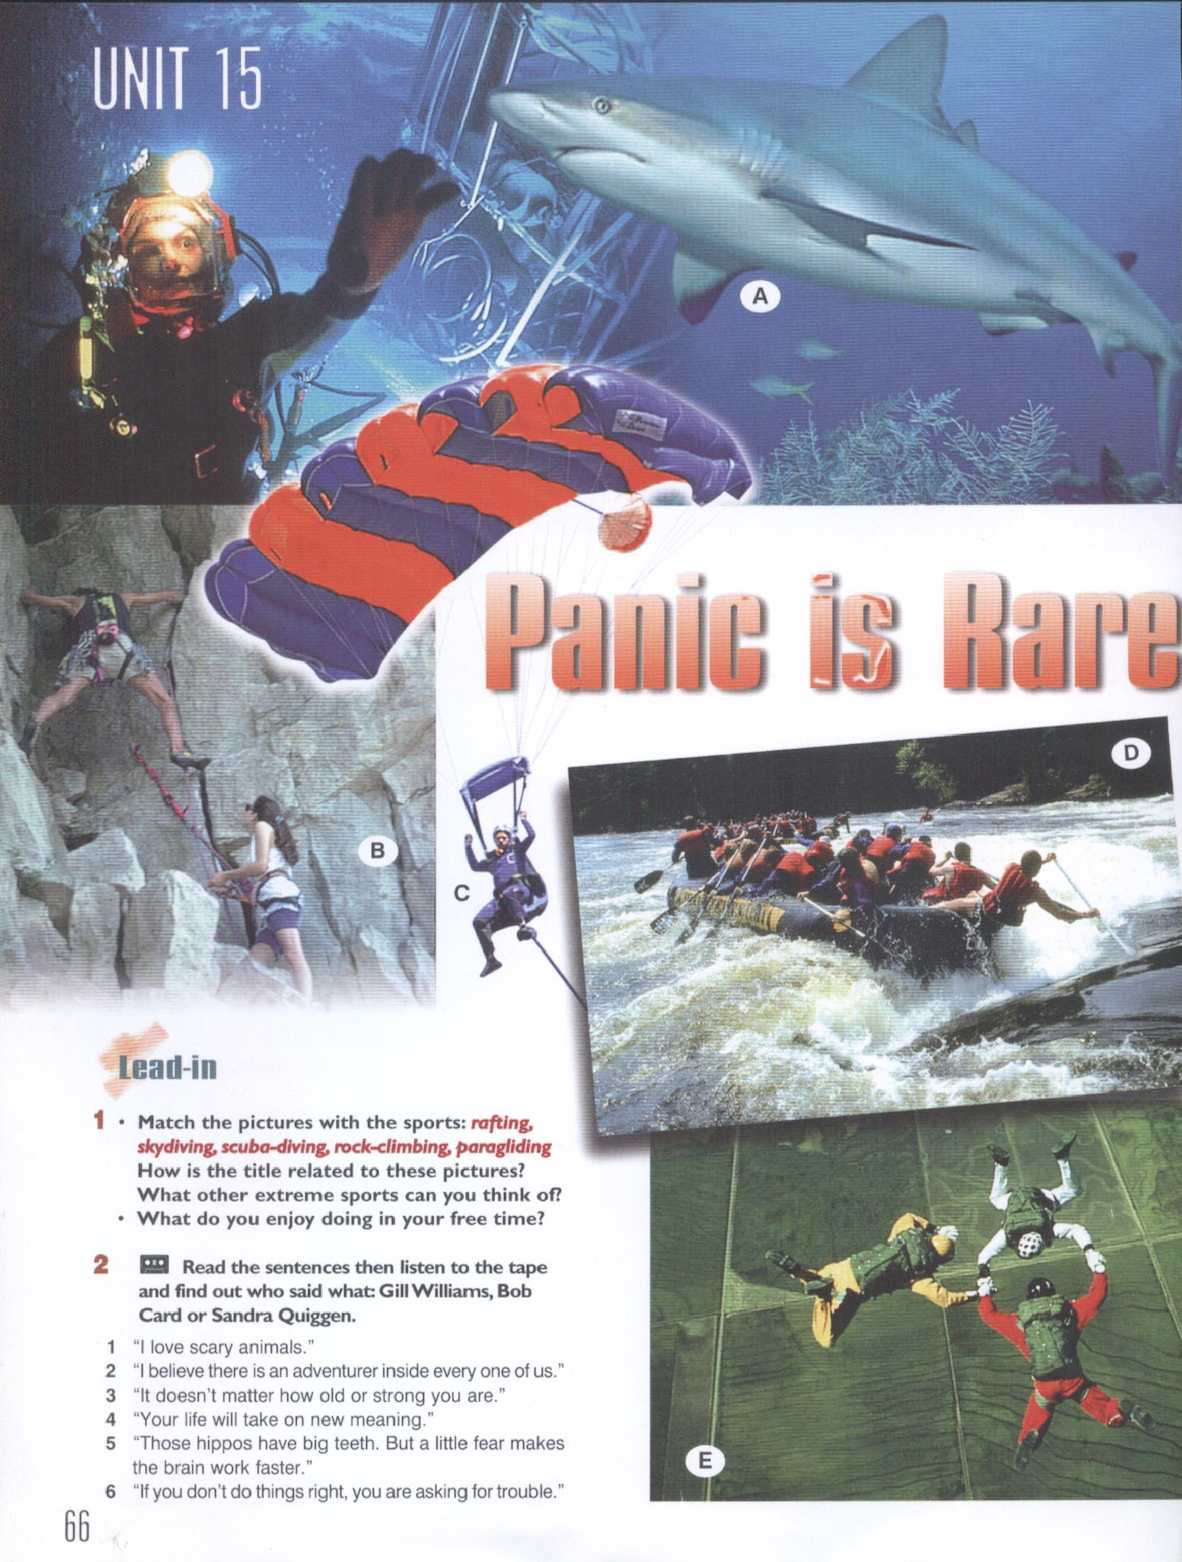 UNIT 15
A
Panic is Rare
D
B
C
Lead-in
1 • Match the pictures with the sports: rafting,
skydiving, scuba-diving, rock-climbing, paragliding
How is the title related to these pictures?
What other extreme sports can you think of?
• What do you enjoy doing in your free time?
2 Read the sentences then listen to the tape
and find out who said what: Gill Williams, Bob
Card or Sandra Quiggen.
1 "I love scary animals."
2 "I believe there is an adventurer inside every one of us."
3 "It doesn't matter how old or strong you are."
4 "Your life will take on new meaning."
5 "Those hippos have big teeth. But a little fear makes
the brain work faster."
6 "If you don't do things right, you are asking for trouble."
E
66